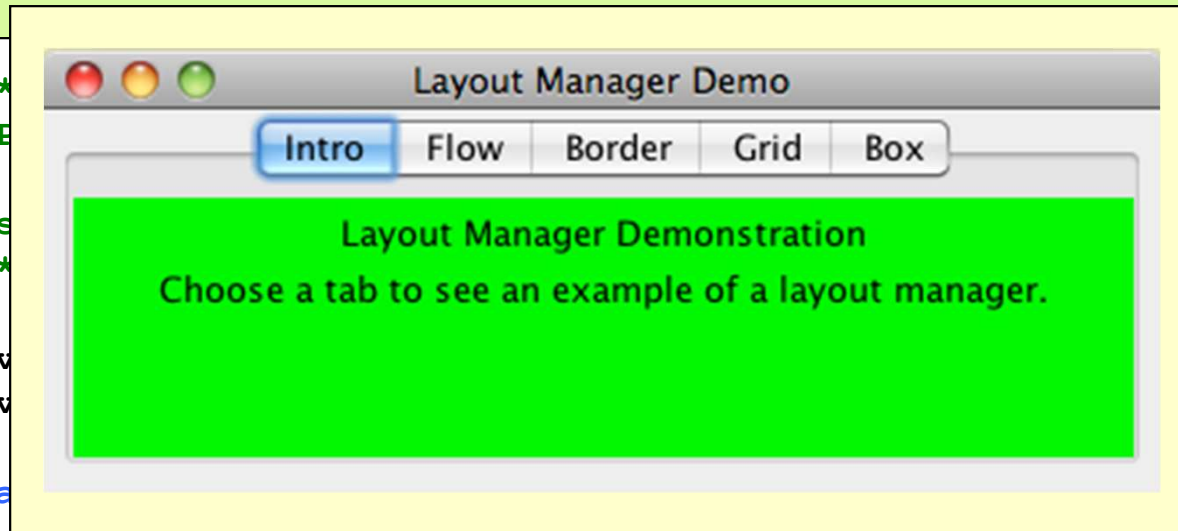 Layout Manager Demo
Intro Flow Border Grid Box
Layout Manager Demonstration
Choose a tab to see an example of a layout manager.